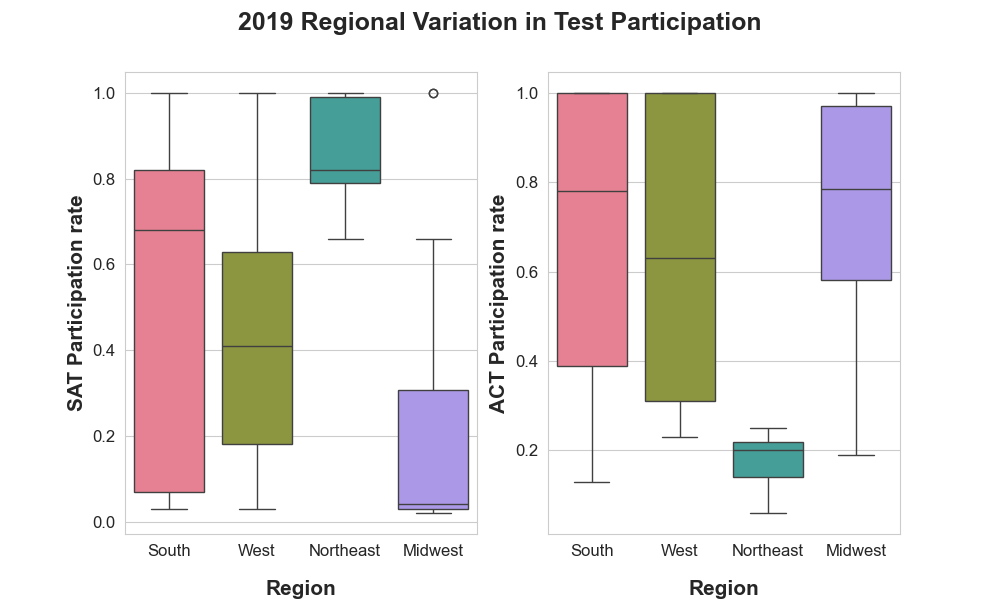 2019 Regional Variation in Test Participation
SAT Participation rate
1.0
0.8
0.6
0.4
0.2
0.0
South West Northeast Midwest
Region
ACT Participation rate
1.0
0.8
0.6
0.4
0.2
South West Northeast Midwest
Region